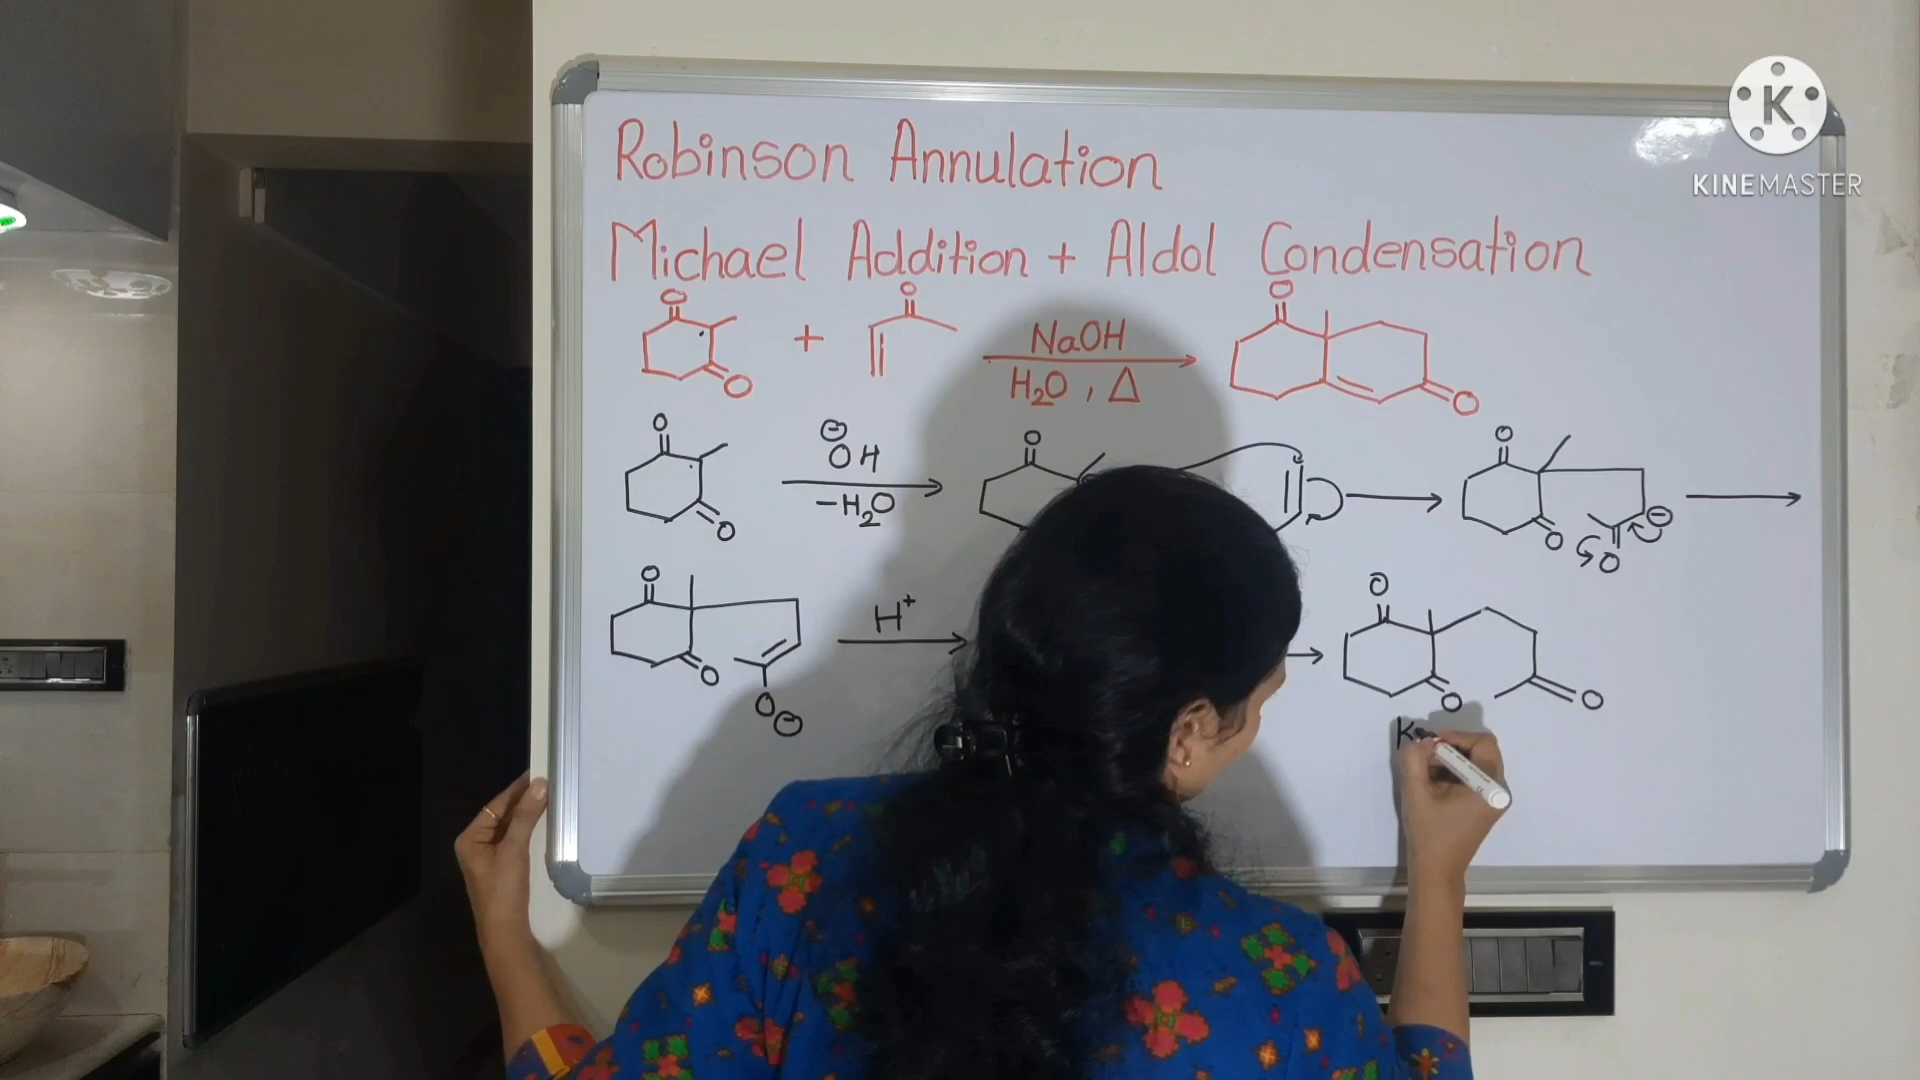 Robinson Annulation
Michael Addition + Aldol Condensation
O O + O NaOH O O
H2O , Δ
O O ⊖ OH O O O
−H2O
O O O ⊖ H+ O O O
K
KINEMASTER